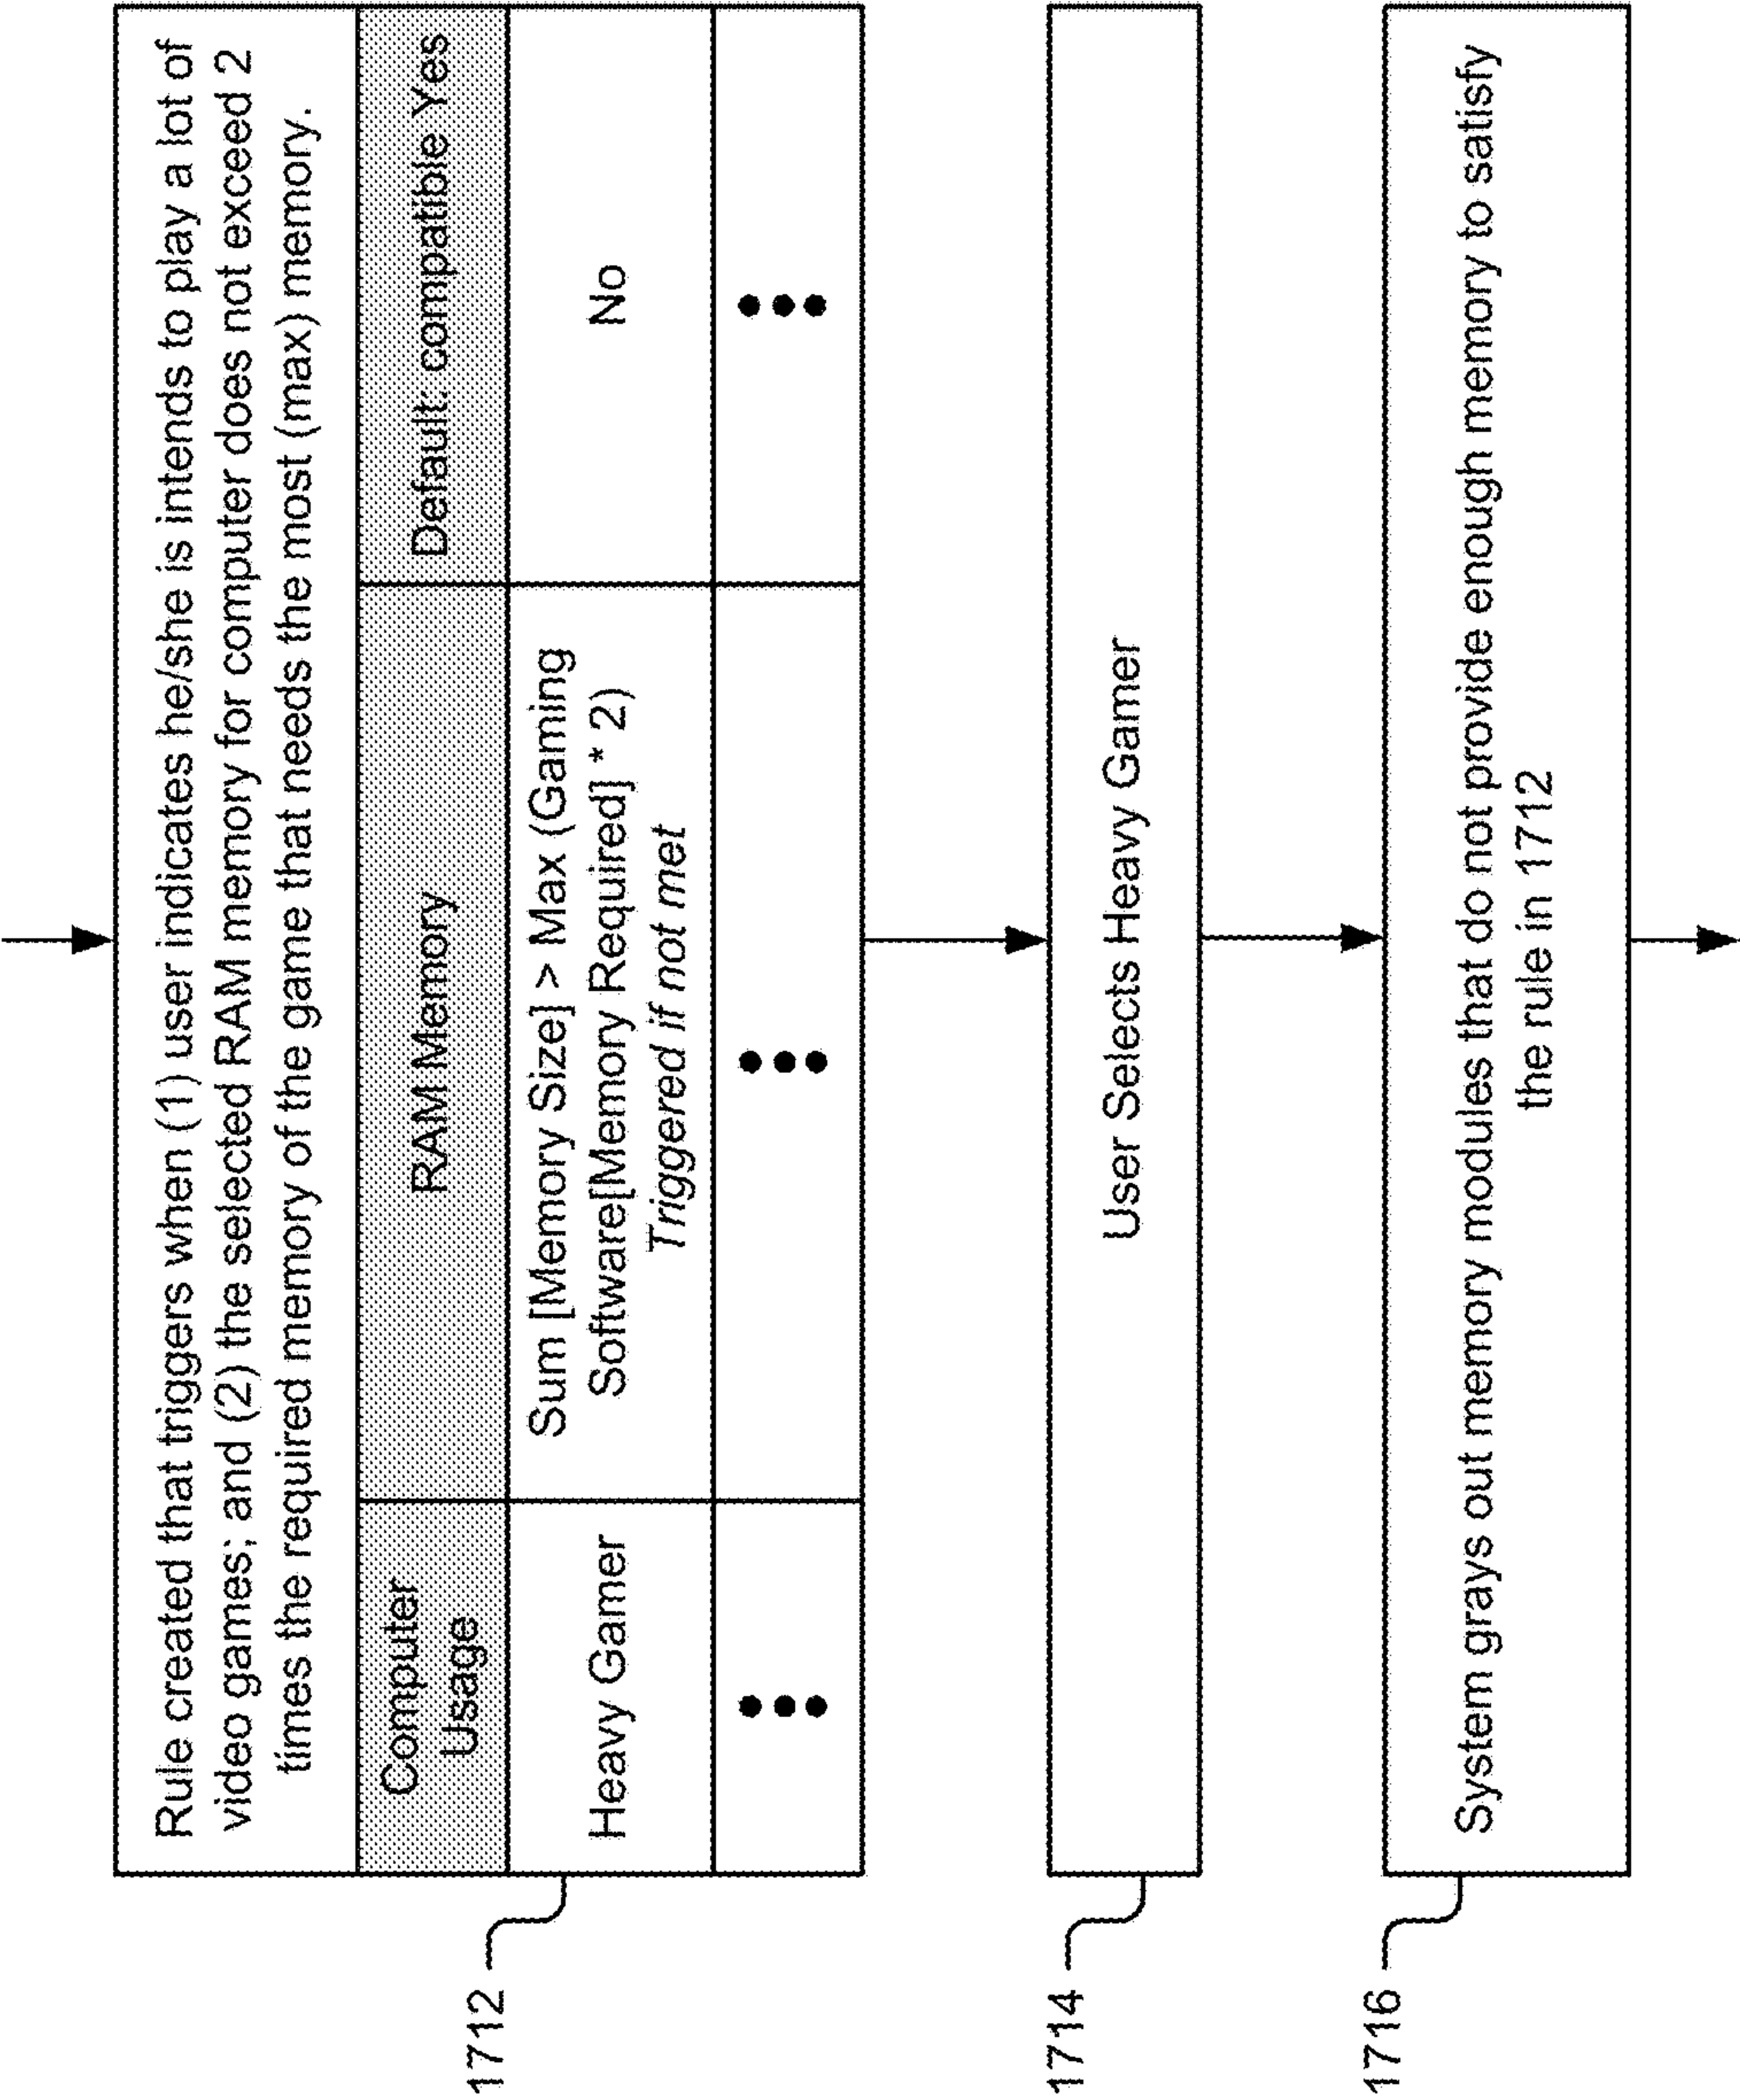 Rule created that triggers when (1) user indicates he/she is intends to play a lot of
video games; and (2) the selected RAM memory for computer does not exceed 2
times the required memory of the game that needs the most (max) memory.
Computer
Usage
RAM Memory
Default: compatible Yes
Heavy Gamer
Sum [Memory Size] > Max (Gaming
Software[Memory Required] * 2)
Triggered if not met
No
1712
User Selects Heavy Gamer
1714
System grays out memory modules that do not provide enough memory to satisfy
the rule in 1712
1716